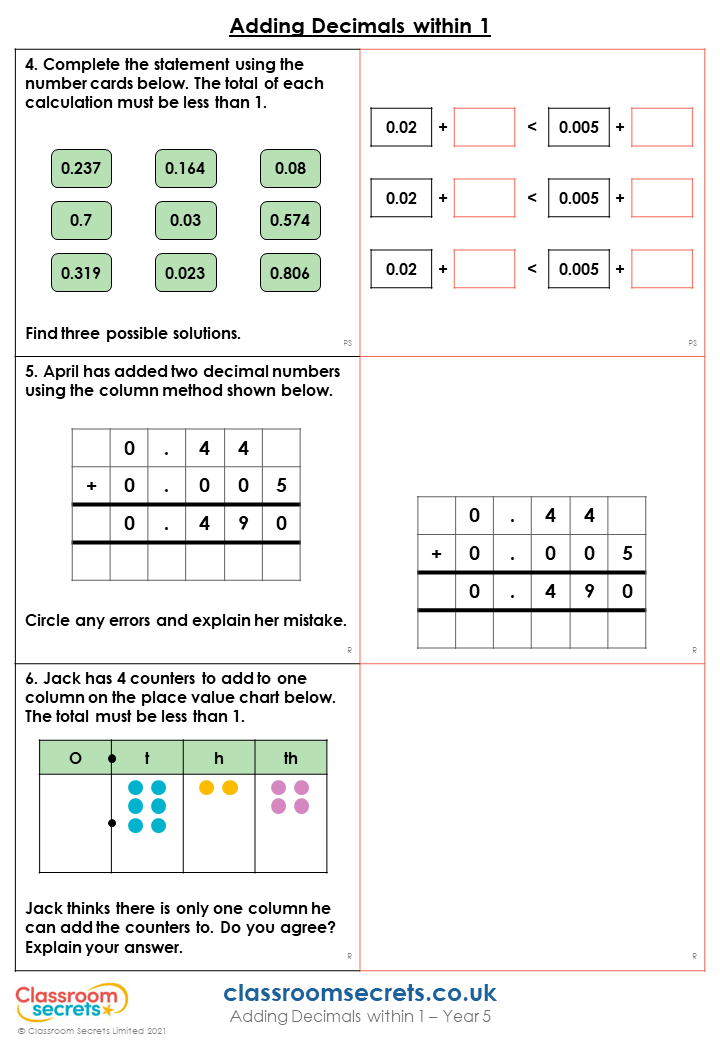 Adding Decimals within 1
4. Complete the statement using the
number cards below. The total of each
calculation must be less than 1.
0.237 0.164 0.08
0.7 0.03 0.574
0.319 0.023 0.806
Find three possible solutions.
PS
0.02 + < 0.005 +
0.02 + < 0.005 +
0.02 + < 0.005 +
PS
5. April has added two decimal numbers
using the column method shown below.
0 . 4 4
+ 0 . 0 0 5
0 . 4 9 0
Circle any errors and explain her mistake.
R
0 . 4 4
+ 0 . 0 0 5
0 . 4 9 0
R
6. Jack has 4 counters to add to one
column on the place value chart below.
The total must be less than 1.
O t h th
Jack thinks there is only one column he
can add the counters to. Do you agree?
Explain your answer.
R
R
Classroom
secrets
© Classroom Secrets Limited 2021
classroomsecrets.co.uk
Adding Decimals within 1 – Year 5